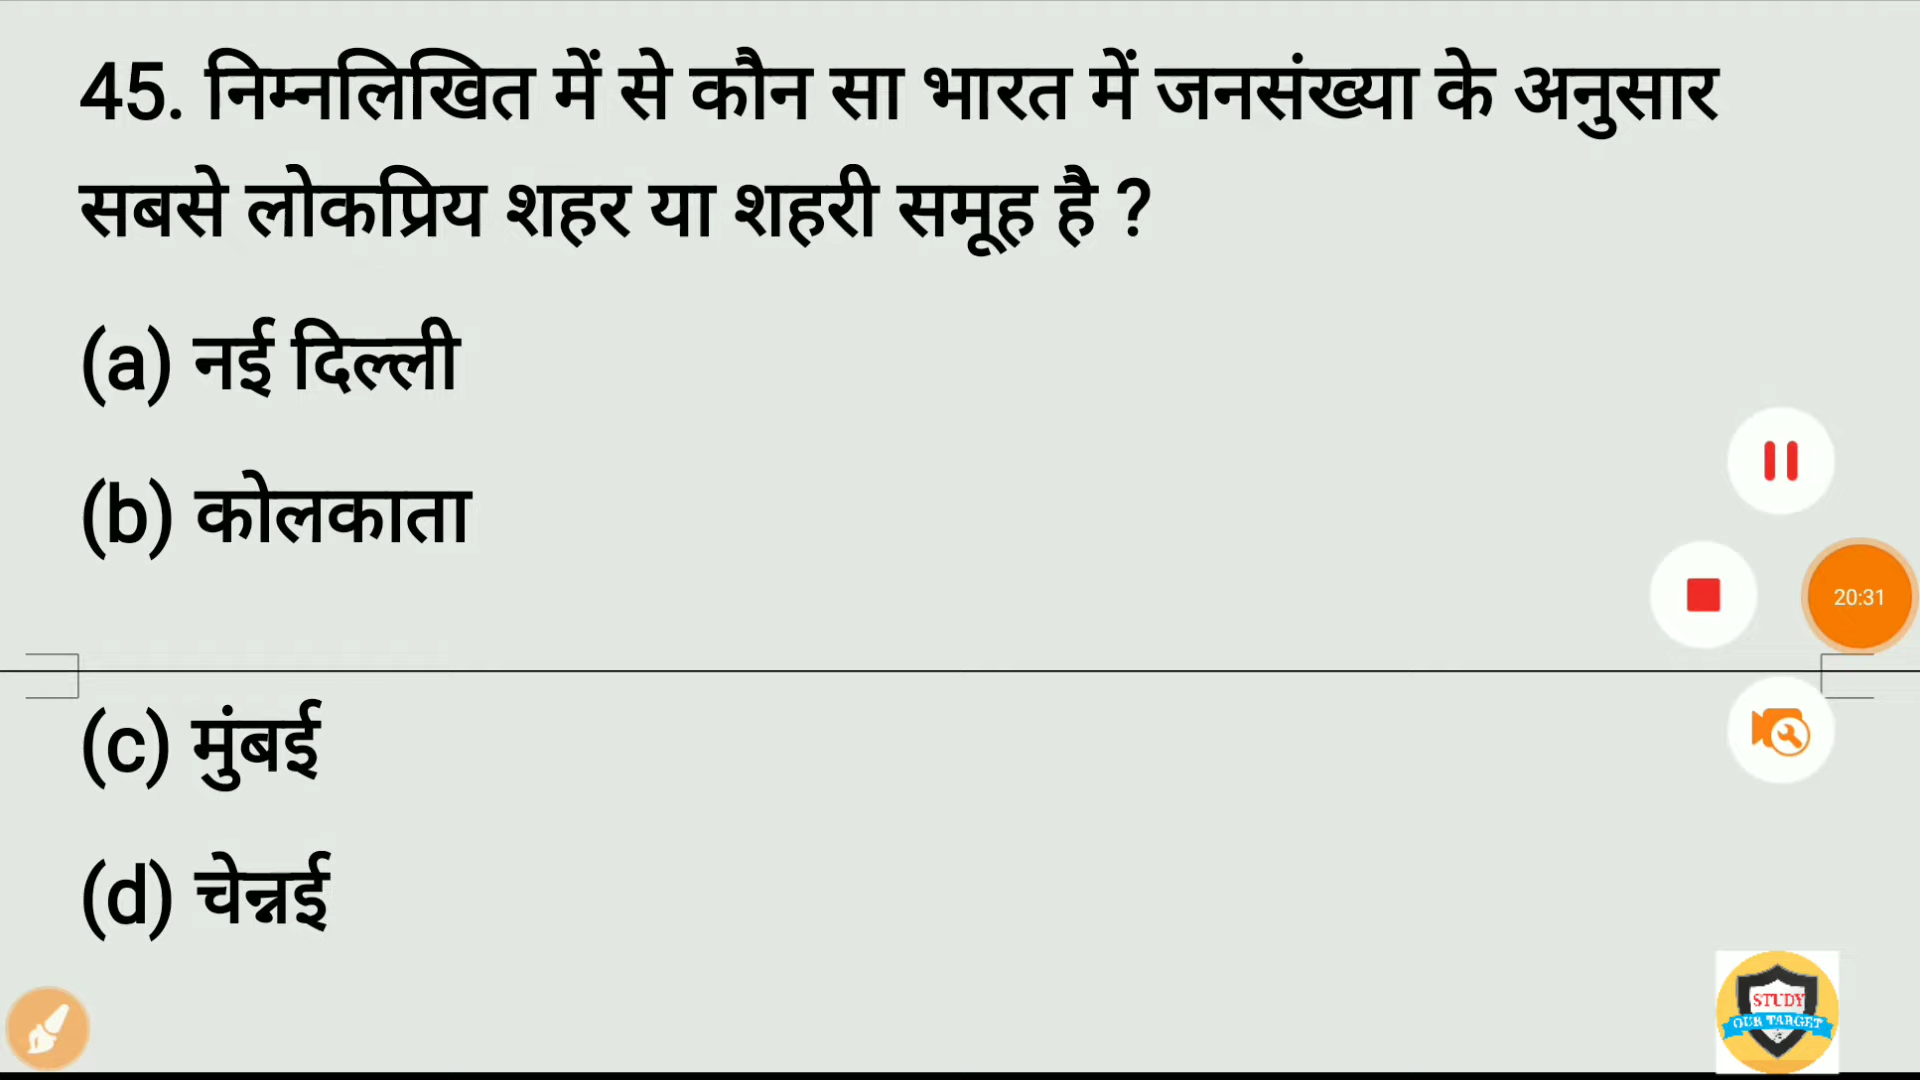 45. निम्नलिखित में से कौन सा भारत में जनसंख्या के अनुसार
सबसे लोकप्रिय शहर या शहरी समूह है ?
(a) नई दिल्ली
(b) कोलकाता
20:31
(c) मुंबई
(d) चेन्नई
STUDY
OUR TARGET